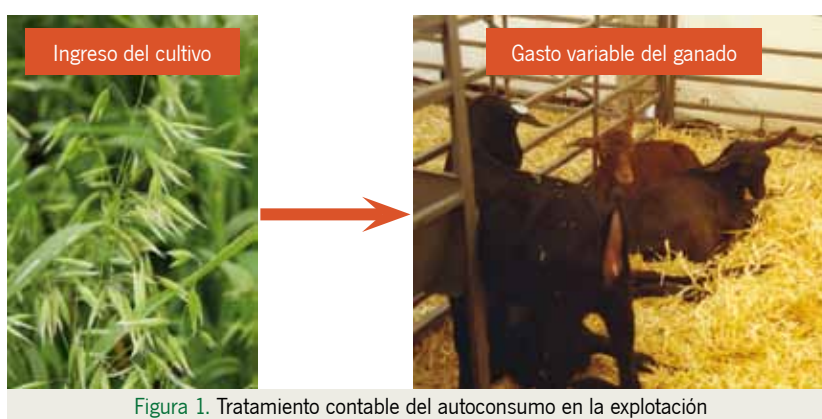 Ingreso del cultivo
Gasto variable del ganado
Figura 1. Tratamiento contable del autoconsumo en la explotación